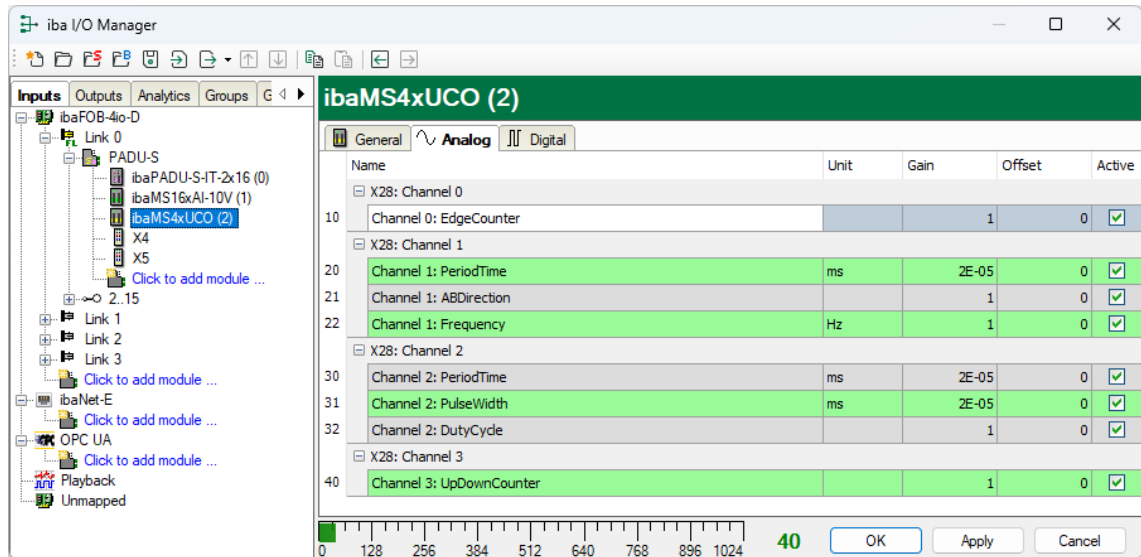 iba I/O Manager
Inputs Outputs Analytics Groups G
ibaFOB-4io-D
Link 0
PADU-S
ibaPADU-S-IT-2x16 (0)
ibaMS16xAI-10V (1)
ibaMS4xUCO (2)
X4
X5
Click to add module ...
2..15
Link 1
Link 2
Link 3
Click to add module ...
ibaNet-E
Click to add module ...
OPC UA
Click to add module ...
Playback
Unmapped
ibaMS4xUCO (2)
General Analog Digital
Name Unit Gain Offset Active
X28: Channel 0
10 Channel 0: EdgeCounter 1 0
X28: Channel 1
20 Channel 1: PeriodTime ms 2E-05 0
21 Channel 1: ABDirection 1 0
22 Channel 1: Frequency Hz 1 0
X28: Channel 2
30 Channel 2: PeriodTime ms 2E-05 0
31 Channel 2: PulseWidth ms 2E-05 0
32 Channel 2: DutyCycle 1 0
X28: Channel 3
40 Channel 3: UpDownCounter 1 0
0 128 256 384 512 640 768 896 1024
40 OK Apply Cancel